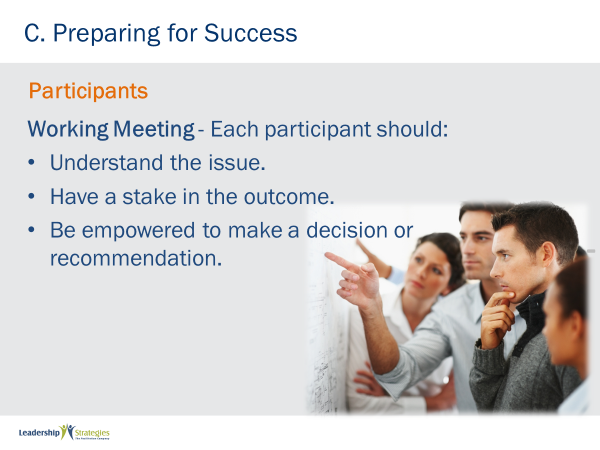 C. Preparing for Success
Participants
Working Meeting - Each participant should:
• Understand the issue.
• Have a stake in the outcome.
• Be empowered to make a decision or
recommendation.
Leadership Strategies
The Facilitation Company